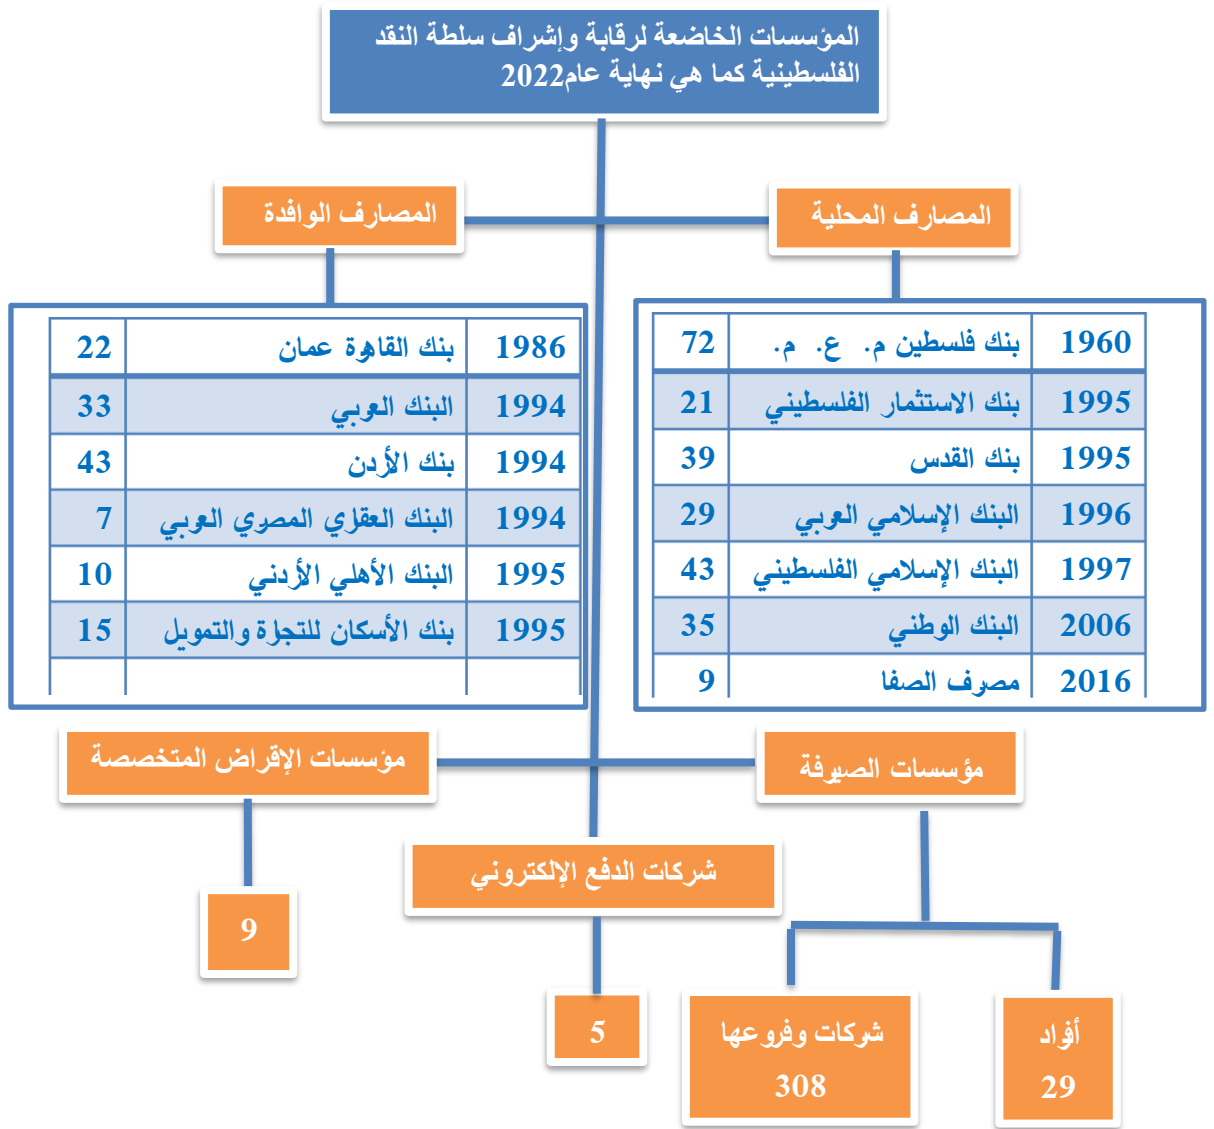 المؤسسات الخاضعة لرقابة وإشراف سلطة النقد
الفلسطينية كما هي نهاية عام2022
المصارف المحلية
المصارف الوافدة
1960 بنك فلسطين م. ع. م. 72
1995 بنك الاستثمار الفلسطيني 21
1995 بنك القدس 39
1996 البنك الإسلامي العربي 29
1997 البنك الإسلامي الفلسطيني 43
2006 البنك الوطني 35
2016 مصرف الصفا 9
1986 بنك القاهرة عمان 22
1994 البنك العربي 33
1994 بنك الأردن 43
1994 البنك العقاري المصري العربي 7
1995 البنك الأهلي الأردني 10
1995 بنك الأسكان للتجارة والتمويل 15
مؤسسات الصيرفة
مؤسسات الإقراض المتخصصة
شركات الدفع الإلكتروني
9
5
أفراد
29
شركات وفروعها
308